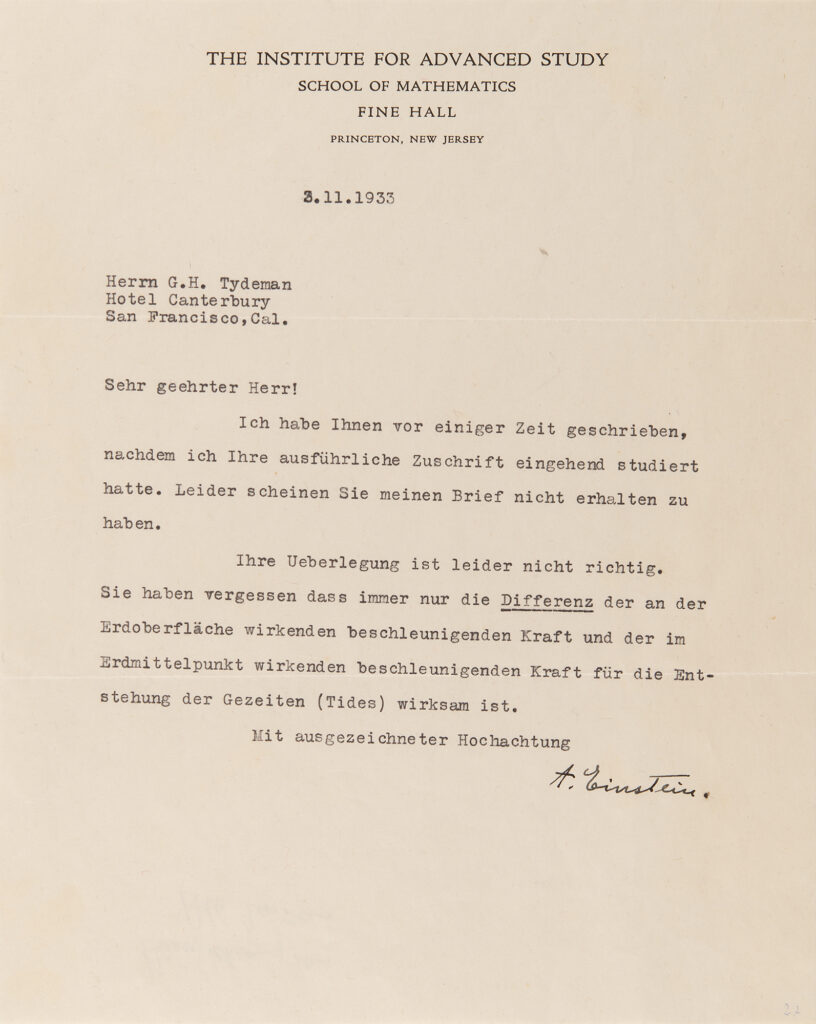 THE INSTITUTE FOR ADVANCED STUDY
SCHOOL OF MATHEMATICS
FINE HALL
PRINCETON, NEW JERSEY
3.11.1933
Herrn G.H. Tydeman
Hotel Canterbury
San Francisco,Cal.
Sehr geehrter Herr!
Ich habe Ihnen vor einiger Zeit geschrieben,
nachdem ich Ihre ausführliche Zuschrift eingehend studiert
hatte. Leider scheinen Sie meinen Brief nicht erhalten zu
haben.
Ihre Ueberlegung ist leider nicht richtig.
Sie haben vergessen dass immer nur die Differenz der an der
Erdoberfläche wirkenden beschleunigenden Kraft und der im
Erdmittelpunkt wirkenden beschleunigenden Kraft für die Ent-
stehung der Gezeiten (Tides) wirksam ist.
Mit ausgezeichneter Hochachtung
A. Einstein.